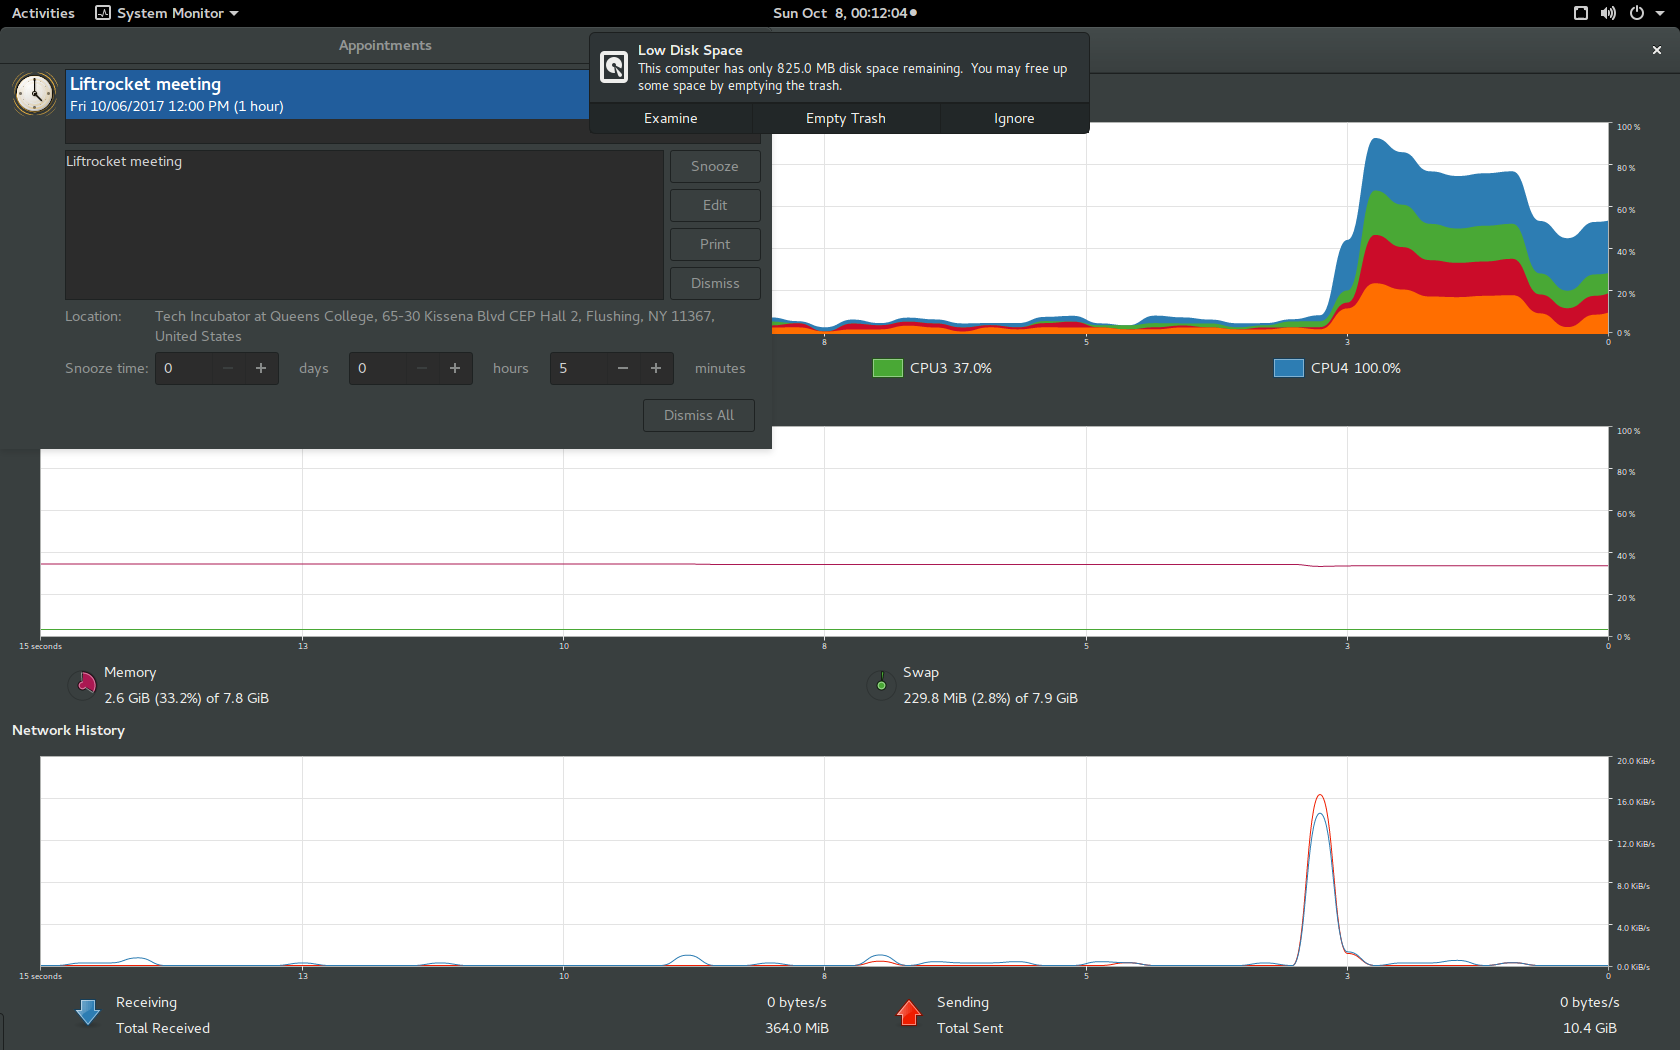 Activities System Monitor Sun Oct 8, 00:12:04
Appointments
Low Disk Space
This computer has only 825.0 MB disk space remaining. You may free up
some space by emptying the trash.
Examine Empty Trash Ignore
Liftrocket meeting
Fri 10/06/2017 12:00 PM (1 hour)
Liftrocket meeting
Snooze
Edit
Print
Dismiss
Location: Tech Incubator at Queens College, 65-30 Kissena Blvd CEP Hall 2, Flushing, NY 11367,
United States
Snooze time: 0 − + days 0 − + hours 5 − + minutes
Dismiss All
100 %
80 %
60 %
40 %
20 %
0 %
8 5 3 0
CPU3 37.0% CPU4 100.0%
100 %
80 %
60 %
40 %
20 %
0 %
15 seconds 13 10 8 5 3 0
Memory
2.6 GiB (33.2%) of 7.8 GiB
Swap
229.8 MiB (2.8%) of 7.9 GiB
Network History
20.0 KiB/s
16.0 KiB/s
12.0 KiB/s
8.0 KiB/s
4.0 KiB/s
0.0 KiB/s
15 seconds 13 10 8 5 3 0
Receiving 0 bytes/s
Total Received 364.0 MiB
Sending 0 bytes/s
Total Sent 10.4 GiB